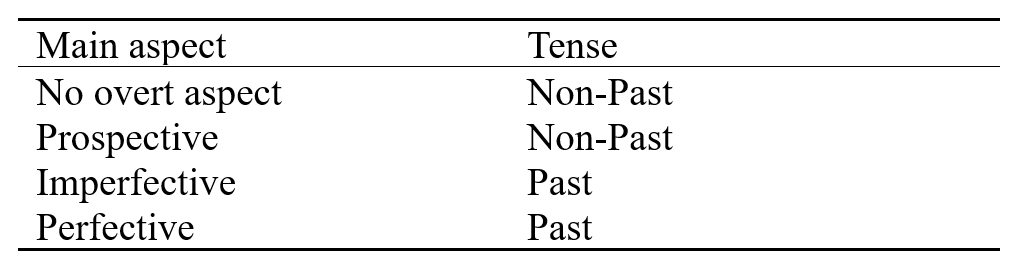 Main aspect Tense
No overt aspect Non-Past
Prospective Non-Past
Imperfective Past
Perfective Past